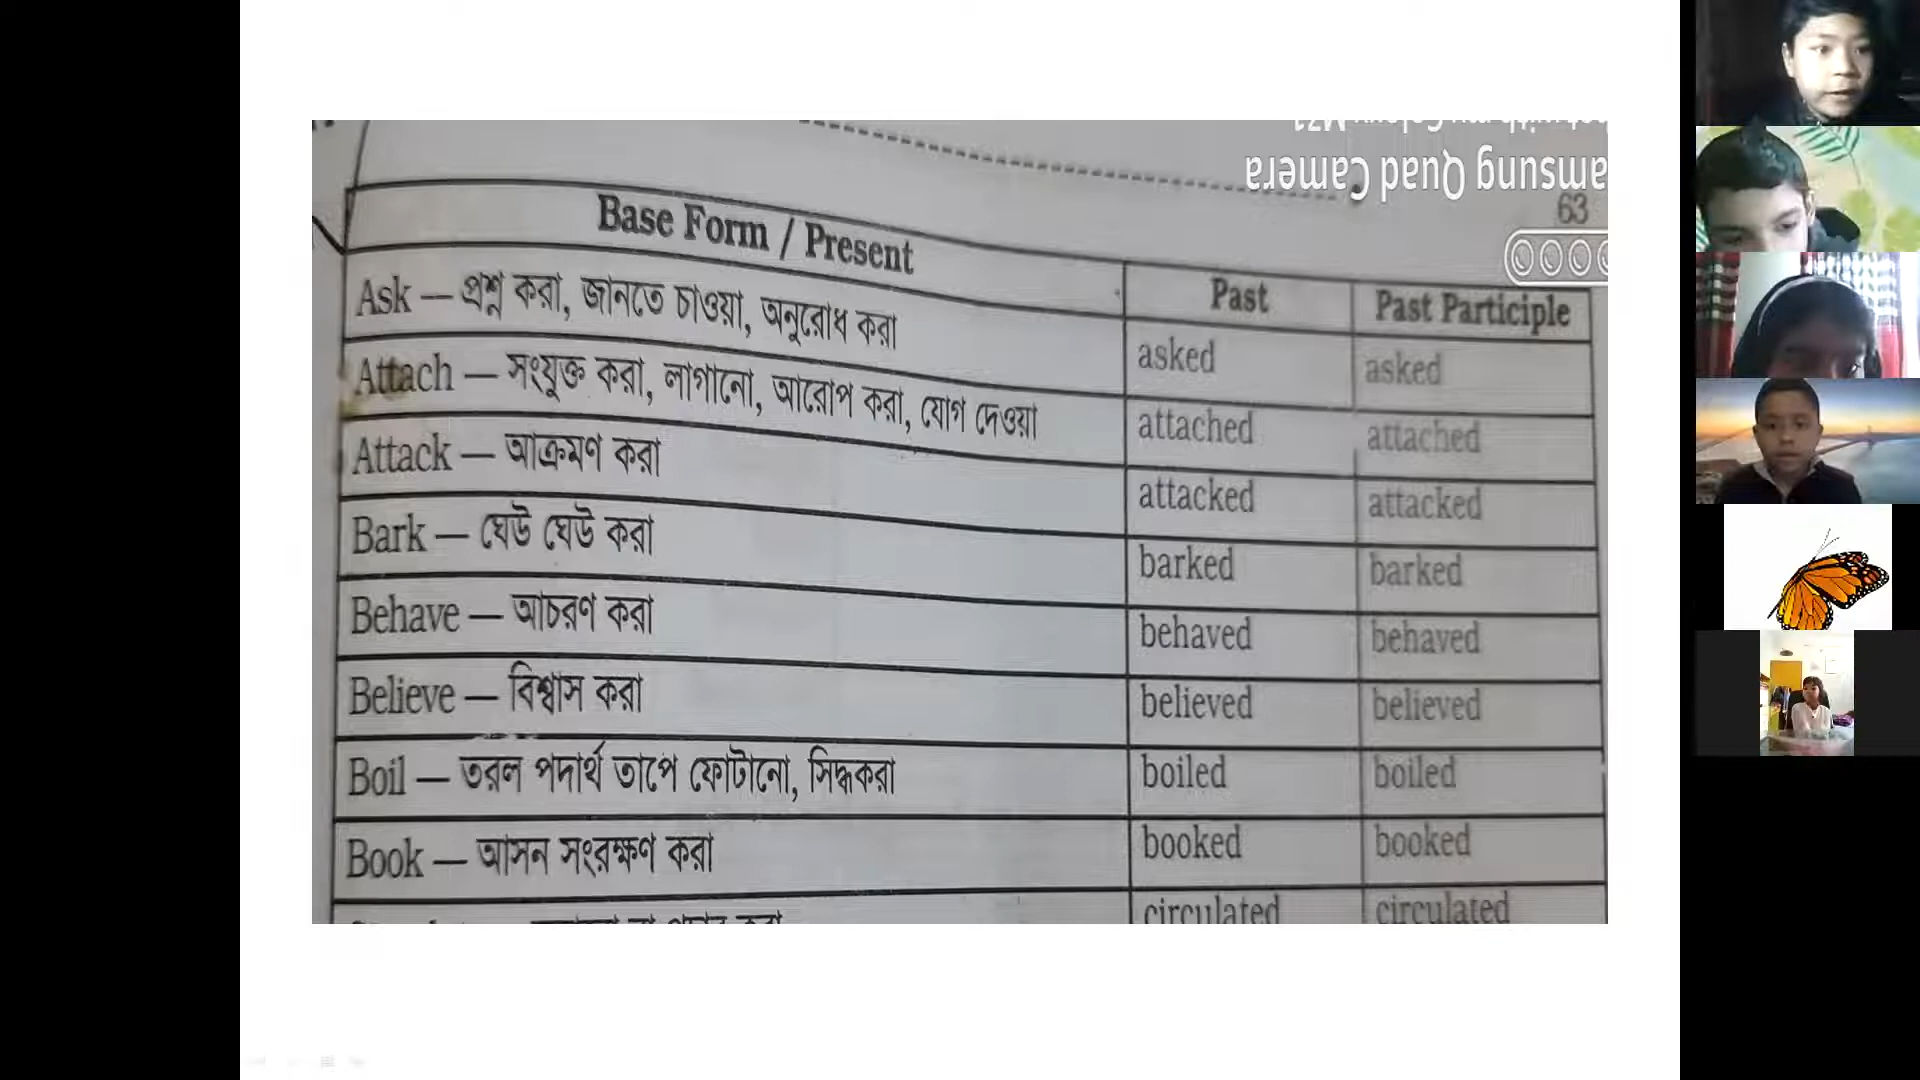 amsung Quad Camera
63
Base Form / Present Past Past Participle
Ask — প্রশ্ন করা, জানতে চাওয়া, অনুরোধ করা asked asked
Attach — সংযুক্ত করা, লাগানো, আরোপ করা, যোগ দেওয়া attached attached
Attack — আক্রমণ করা attacked attacked
Bark — ঘেউ ঘেউ করা barked barked
Behave — আচরণ করা behaved behaved
Believe — বিশ্বাস করা believed believed
Boil — তরল পদার্থ তাপে ফোটানো, সিদ্ধকরা boiled boiled
Book — আসন সংরক্ষণ করা booked booked
circulated circulated